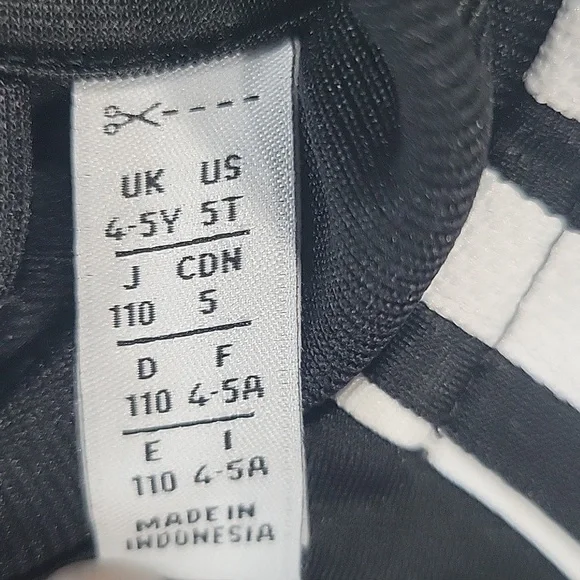 UK US
4-5Y 5T
J CDN
110 5
D F
110 4-5A
E I
110 4-5A
MADE IN
INDONESIA